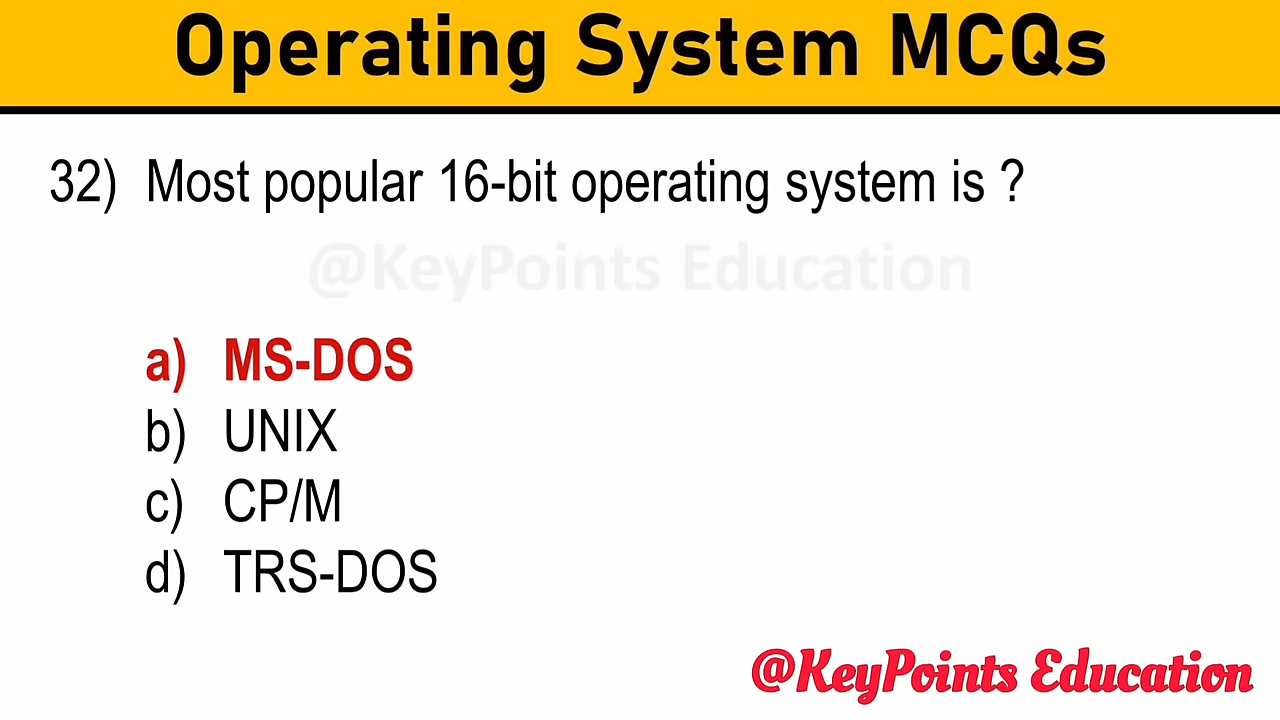 Operating System MCQs
32) Most popular 16-bit operating system is ?
@KeyPoints Education
a) MS-DOS
b) UNIX
c) CP/M
d) TRS-DOS
@KeyPoints Education